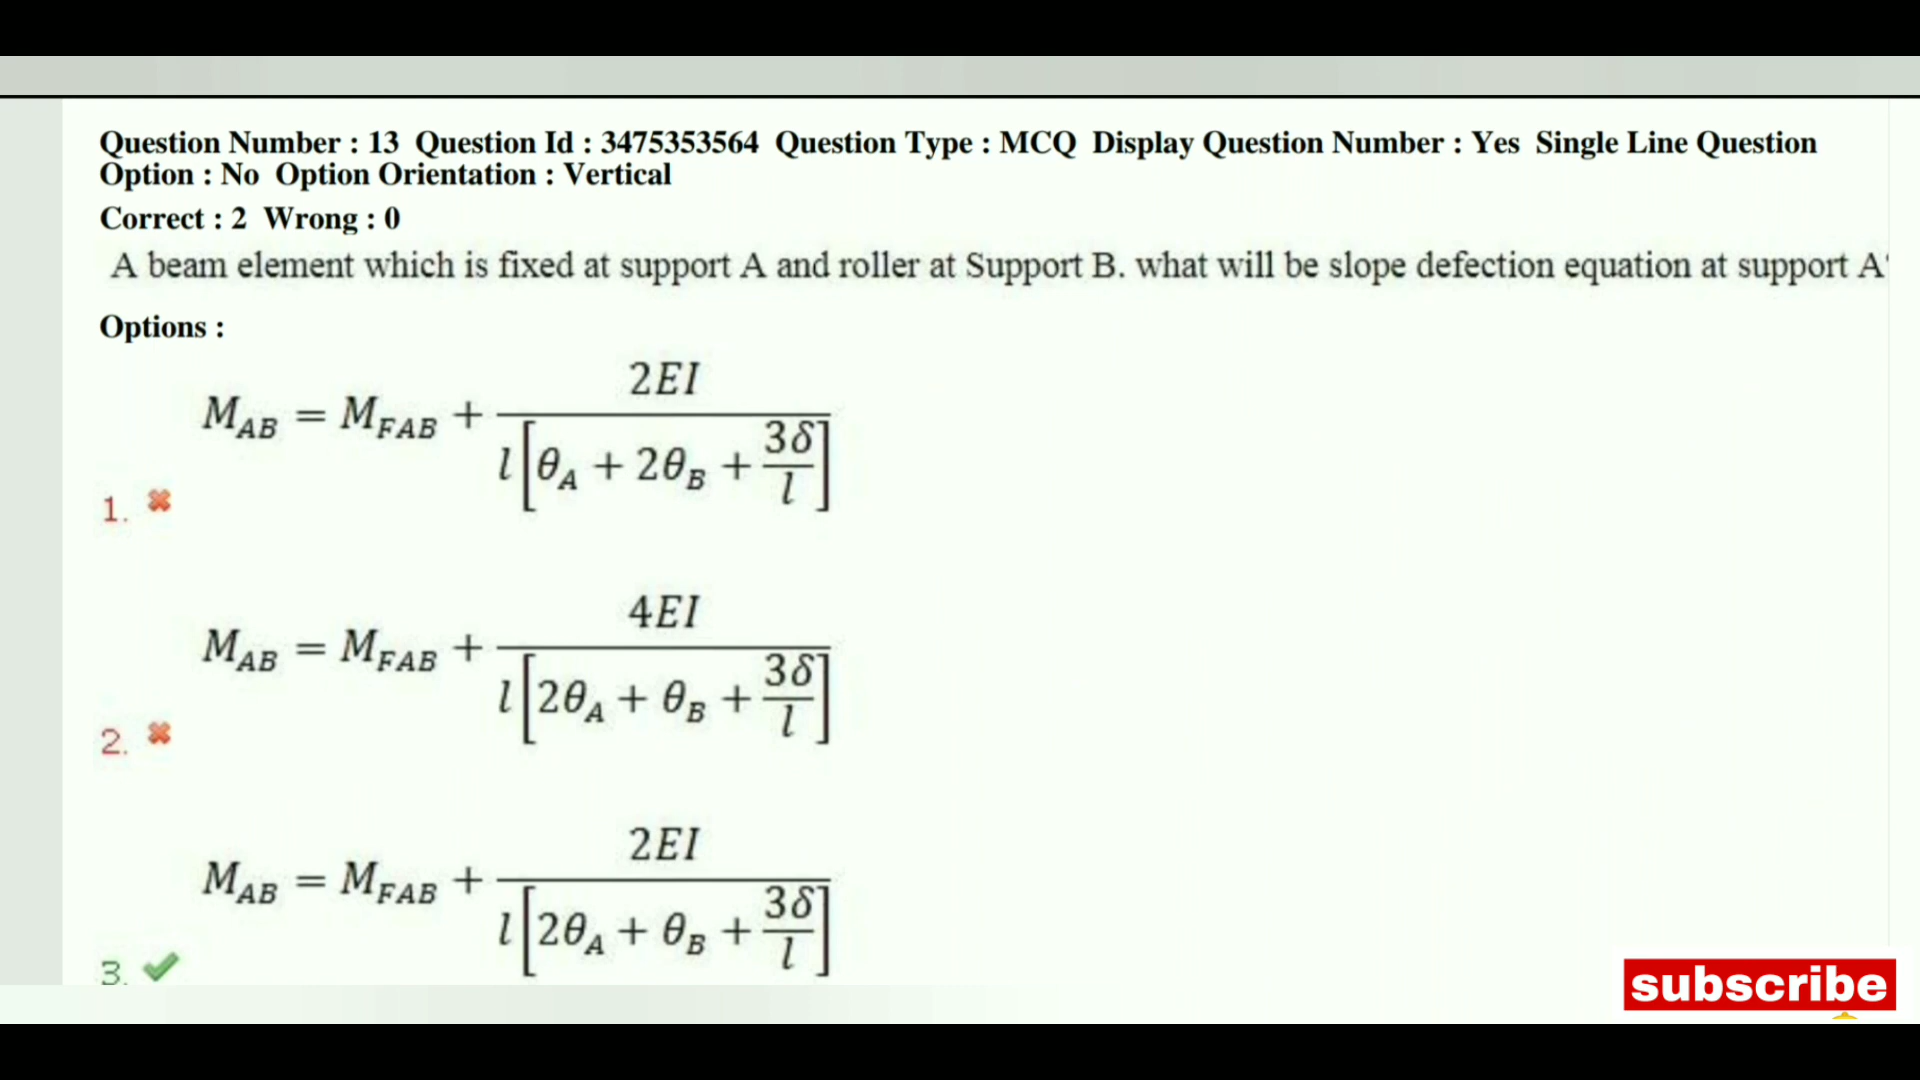 Question Number : 13 Question Id : 3475353564 Question Type : MCQ Display Question Number : Yes Single Line Question
Option : No Option Orientation : Vertical
Correct : 2 Wrong : 0
A beam element which is fixed at support A and roller at Support B. what will be slope defection equation at support A
Options :
1. M_AB = M_FAB + 2EI / l[θ_A + 2θ_B + 3δ/l]
2. M_AB = M_FAB + 4EI / l[2θ_A + θ_B + 3δ/l]
3. M_AB = M_FAB + 2EI / l[2θ_A + θ_B + 3δ/l]
subscribe